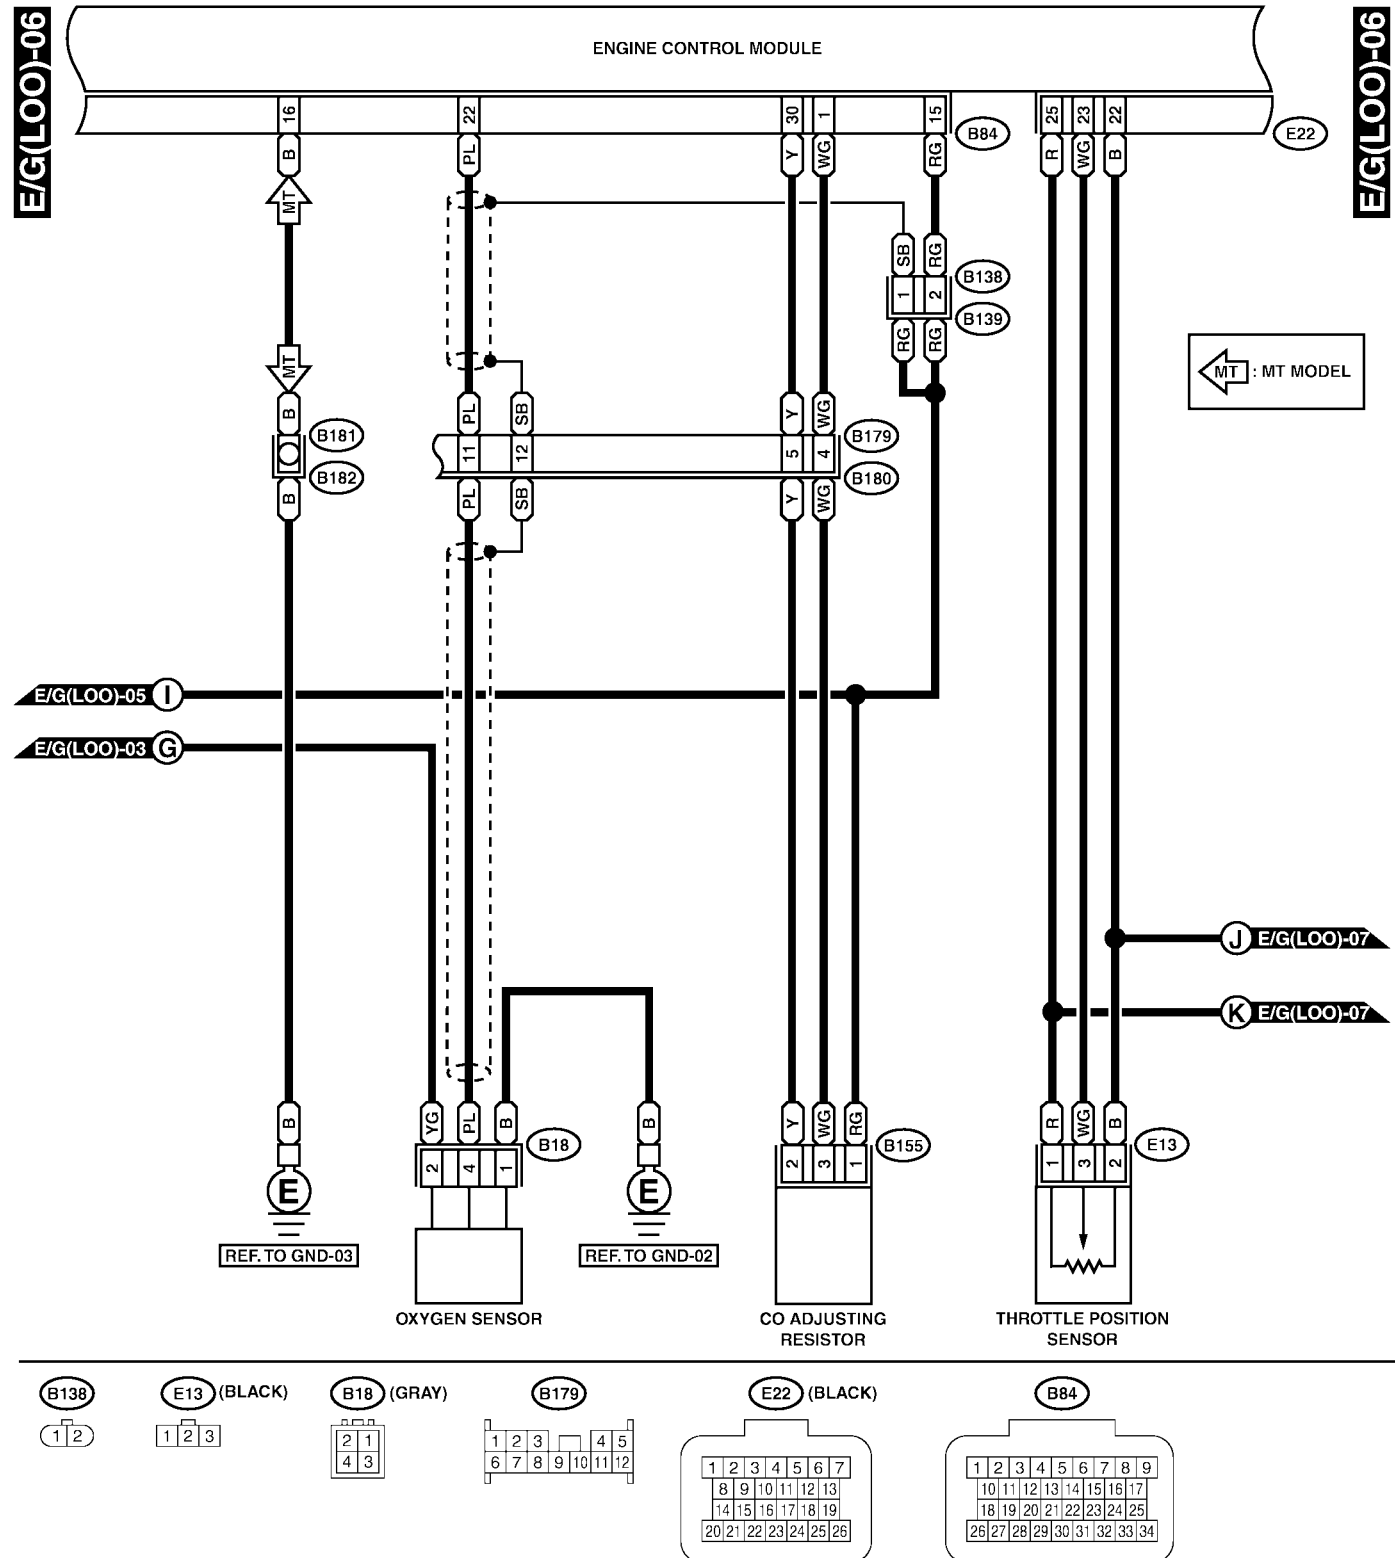 E/G(LOO)-06
E/G(LOO)-06
ENGINE CONTROL MODULE
16 22 30 1 15 25 23 22
B84 E22
B PL Y WG RG R WG B
MT
SB RG
B138
1 2
B139
RG RG
MT
MT : MT MODEL
B PL SB Y WG
B181 B179
11 12 5 4
B182 B180
B PL SB Y WG
E/G(LOO)-05 I
E/G(LOO)-03 G
J E/G(LOO)-07
K E/G(LOO)-07
B YG PL B B Y WG RG R WG B
B18 B155 E13
2 4 1 2 3 1 1 3 2
E E
REF. TO GND-03 REF. TO GND-02
OXYGEN SENSOR
CO ADJUSTING
RESISTOR
THROTTLE POSITION
SENSOR
B138
1 2
E13 (BLACK)
1 2 3
B18 (GRAY)
2 1
4 3
B179
1 2 3 4 5
6 7 8 9 10 11 12
E22 (BLACK)
1 2 3 4 5 6 7
8 9 10 11 12 13
14 15 16 17 18 19
20 21 22 23 24 25 26
B84
1 2 3 4 5 6 7 8 9
10 11 12 13 14 15 16 17
18 19 20 21 22 23 24 25
26 27 28 29 30 31 32 33 34